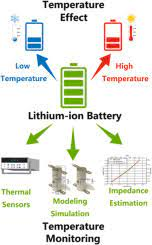 Temperature
Effect
Low
Temperature
High
Temperature
Lithium-ion Battery
Thermal
Sensors
Modeling
Simulation
Impedance
Estimation
Temperature
Monitoring